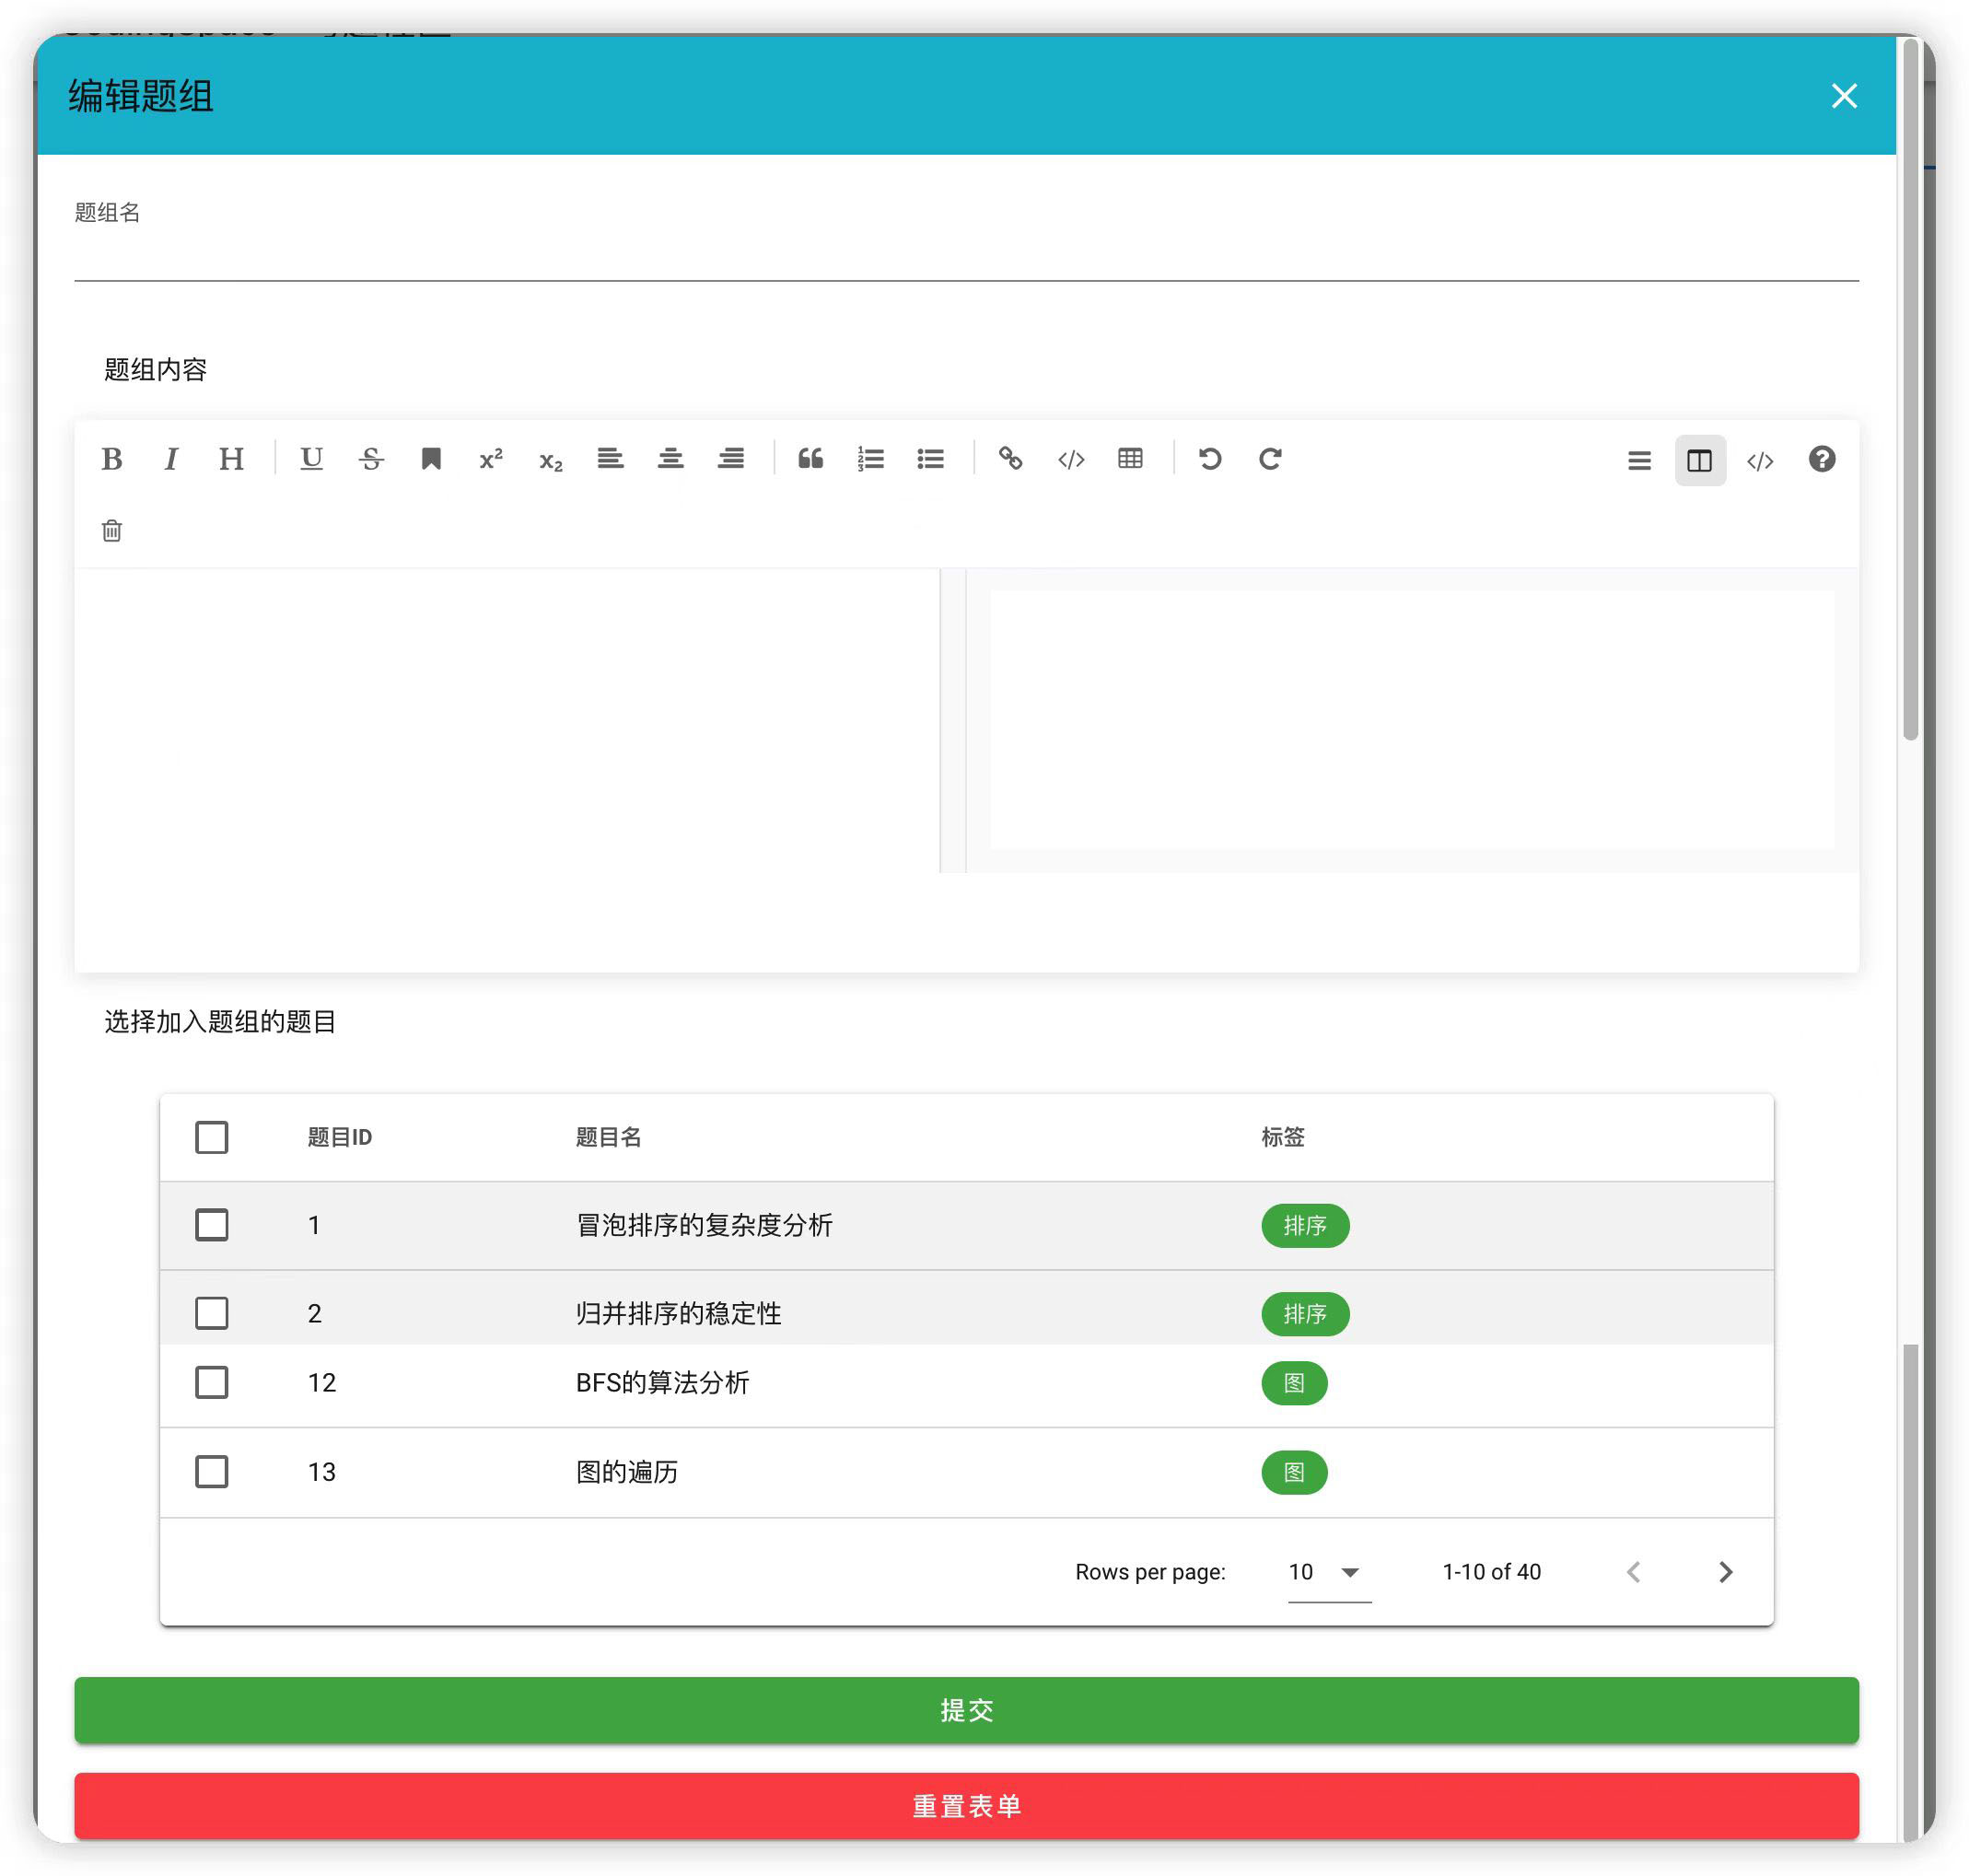 编辑题组
题组名
题组内容
B I H U S x² x₂
选择加入题组的题目
题目ID 题目名 标签
1 冒泡排序的复杂度分析 排序
2 归并排序的稳定性 排序
12 BFS的算法分析 图
13 图的遍历 图
Rows per page: 10 1-10 of 40
提交
重置表单